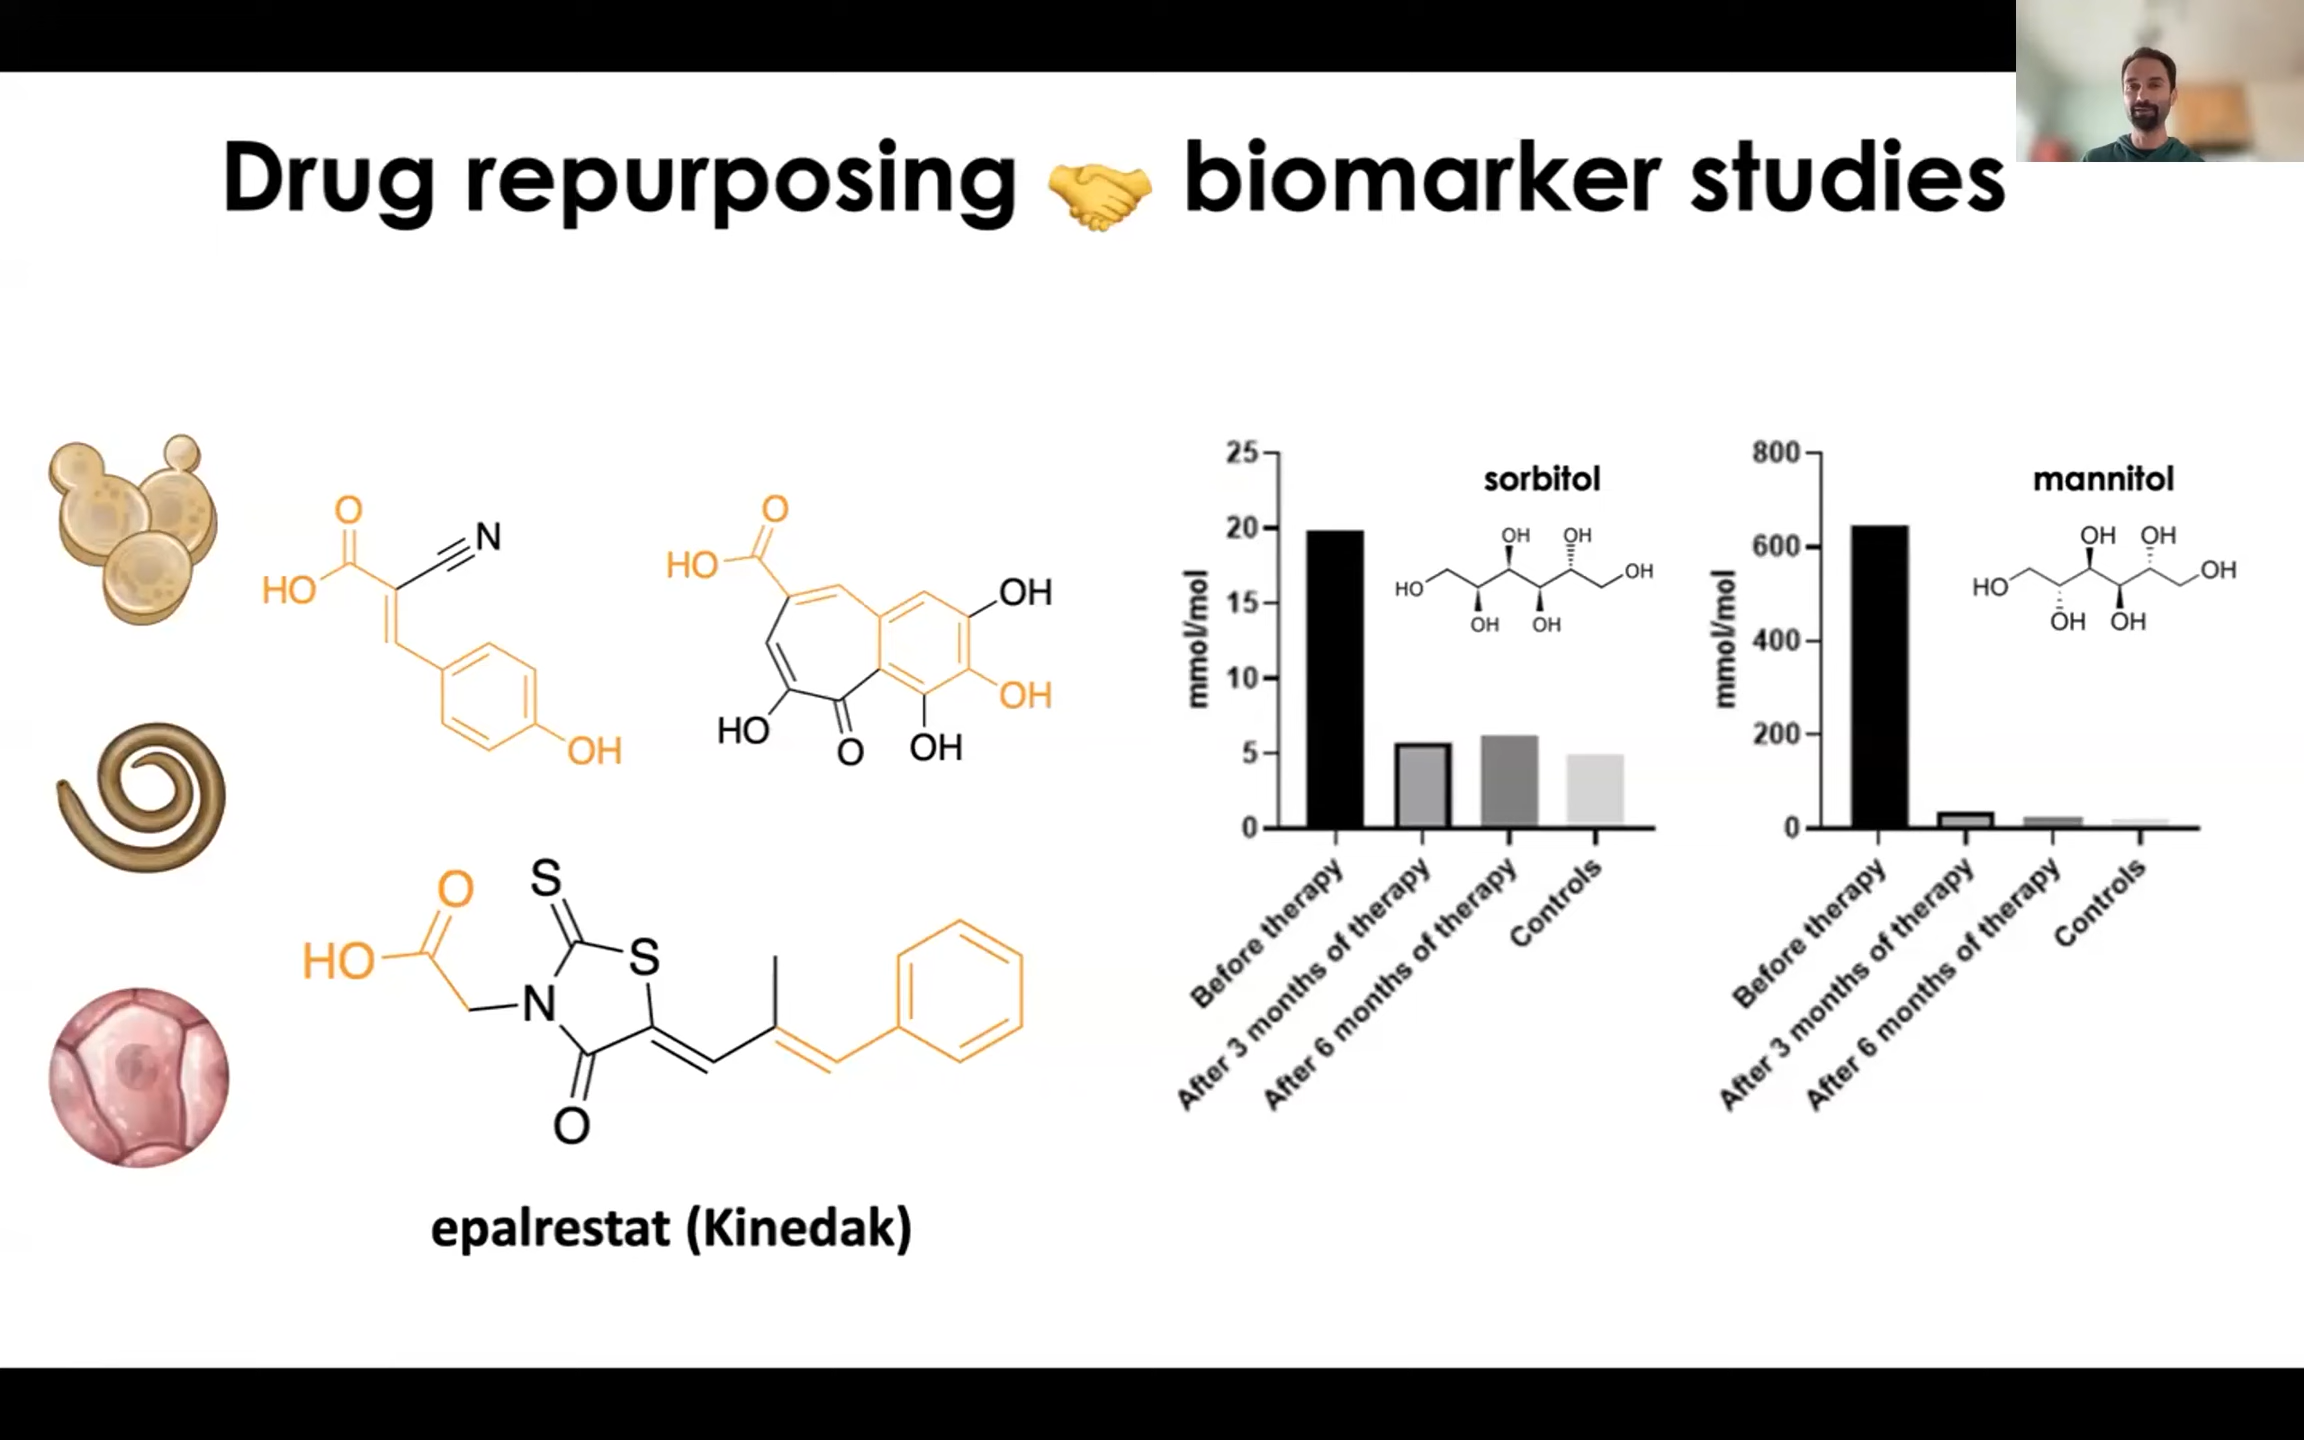 Drug repurposing 🤝 biomarker studies
O
HO
N
OH
O
HO
OH
OH
HO
O
OH
O
HO
S
S
N
O
epalrestat (Kinedak)
25
20
15
10
5
0
mmol/mol
sorbitol
OH OH
HO
OH
OH OH
Before therapy
After 3 months of therapy
After 6 months of therapy
Controls
800
600
400
200
0
mmol/mol
mannitol
OH OH
HO
OH
OH OH
Before therapy
After 3 months of therapy
After 6 months of therapy
Controls